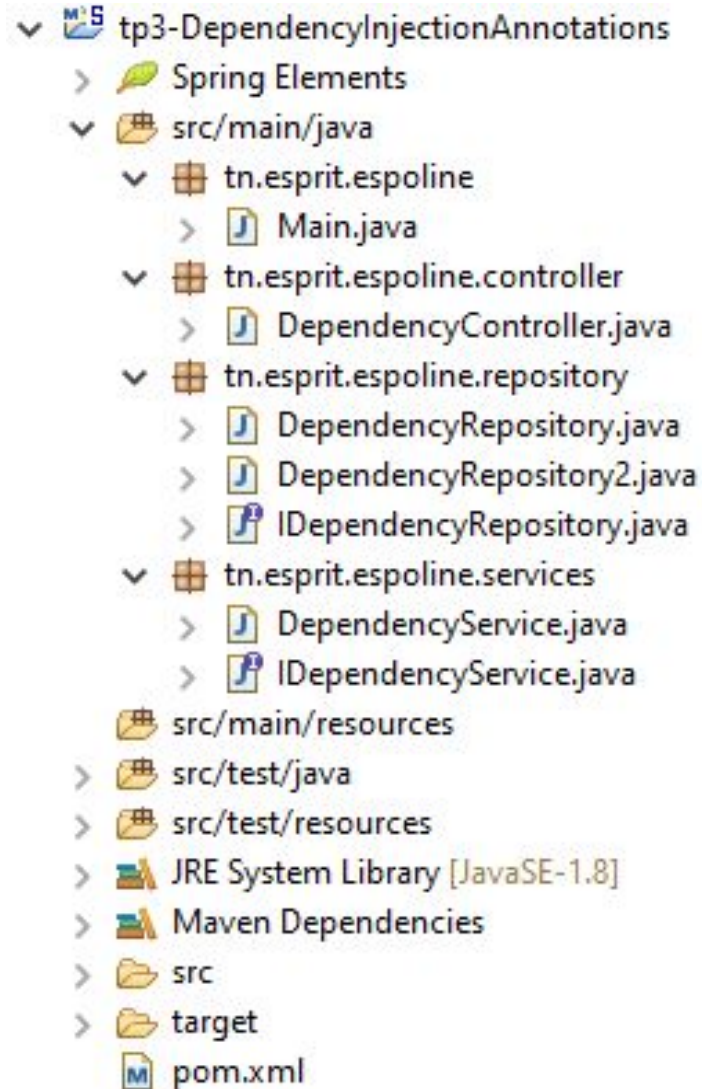 tp3-DependencyInjectionAnnotations
Spring Elements
src/main/java
tn.esprit.espoline
Main.java
tn.esprit.espoline.controller
DependencyController.java
tn.esprit.espoline.repository
DependencyRepository.java
DependencyRepository2.java
IDependencyRepository.java
tn.esprit.espoline.services
DependencyService.java
IDependencyService.java
src/main/resources
src/test/java
src/test/resources
JRE System Library [JavaSE-1.8]
Maven Dependencies
src
target
pom.xml